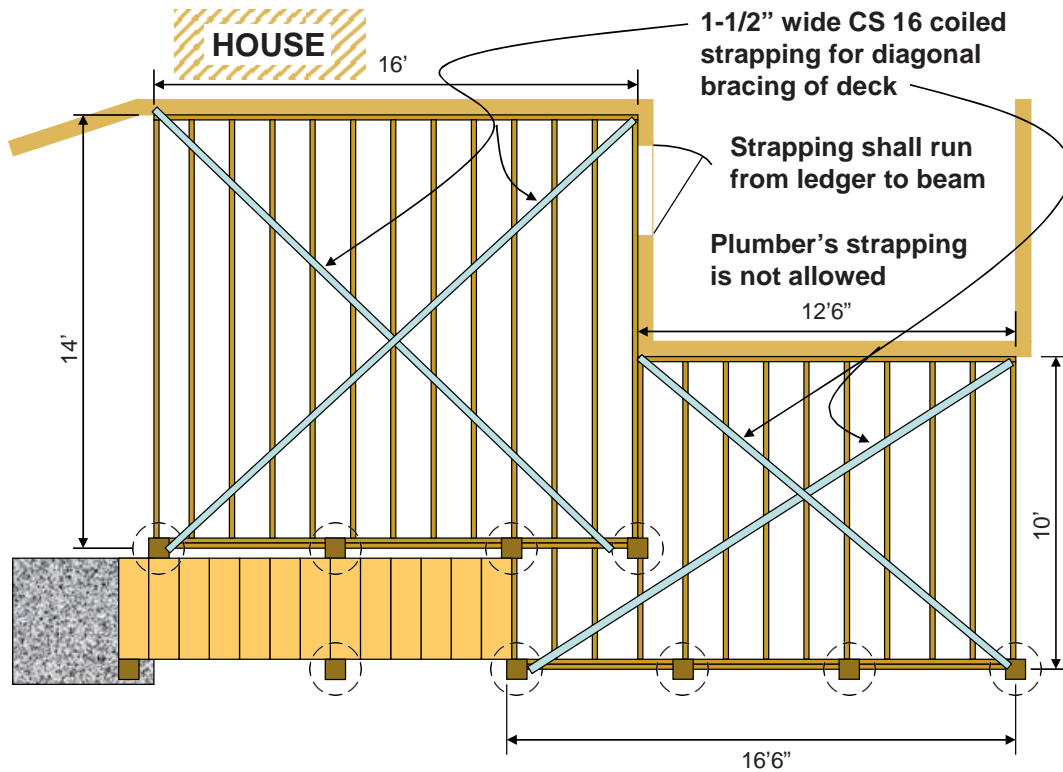 HOUSE
16’
1-1/2” wide CS 16 coiled
strapping for diagonal
bracing of deck
Strapping shall run
from ledger to beam
Plumber’s strapping
is not allowed
12’6”
14’
10’
16’6”